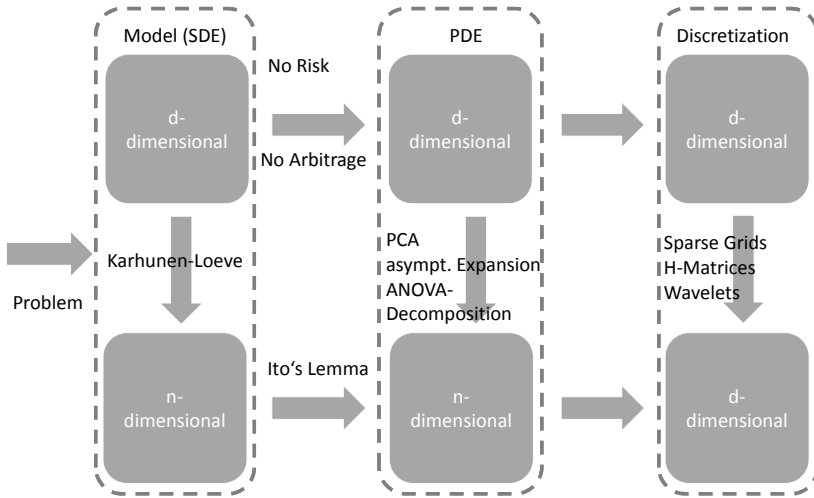 Model (SDE)
PDE
Discretization
No Risk
d-
dimensional
d-
dimensional
d-
dimensional
No Arbitrage
Problem
Karhunen-Loeve
PCA
asympt. Expansion
ANOVA-
Decomposition
Sparse Grids
H-Matrices
Wavelets
Ito‘s Lemma
n-
dimensional
n-
dimensional
d-
dimensional